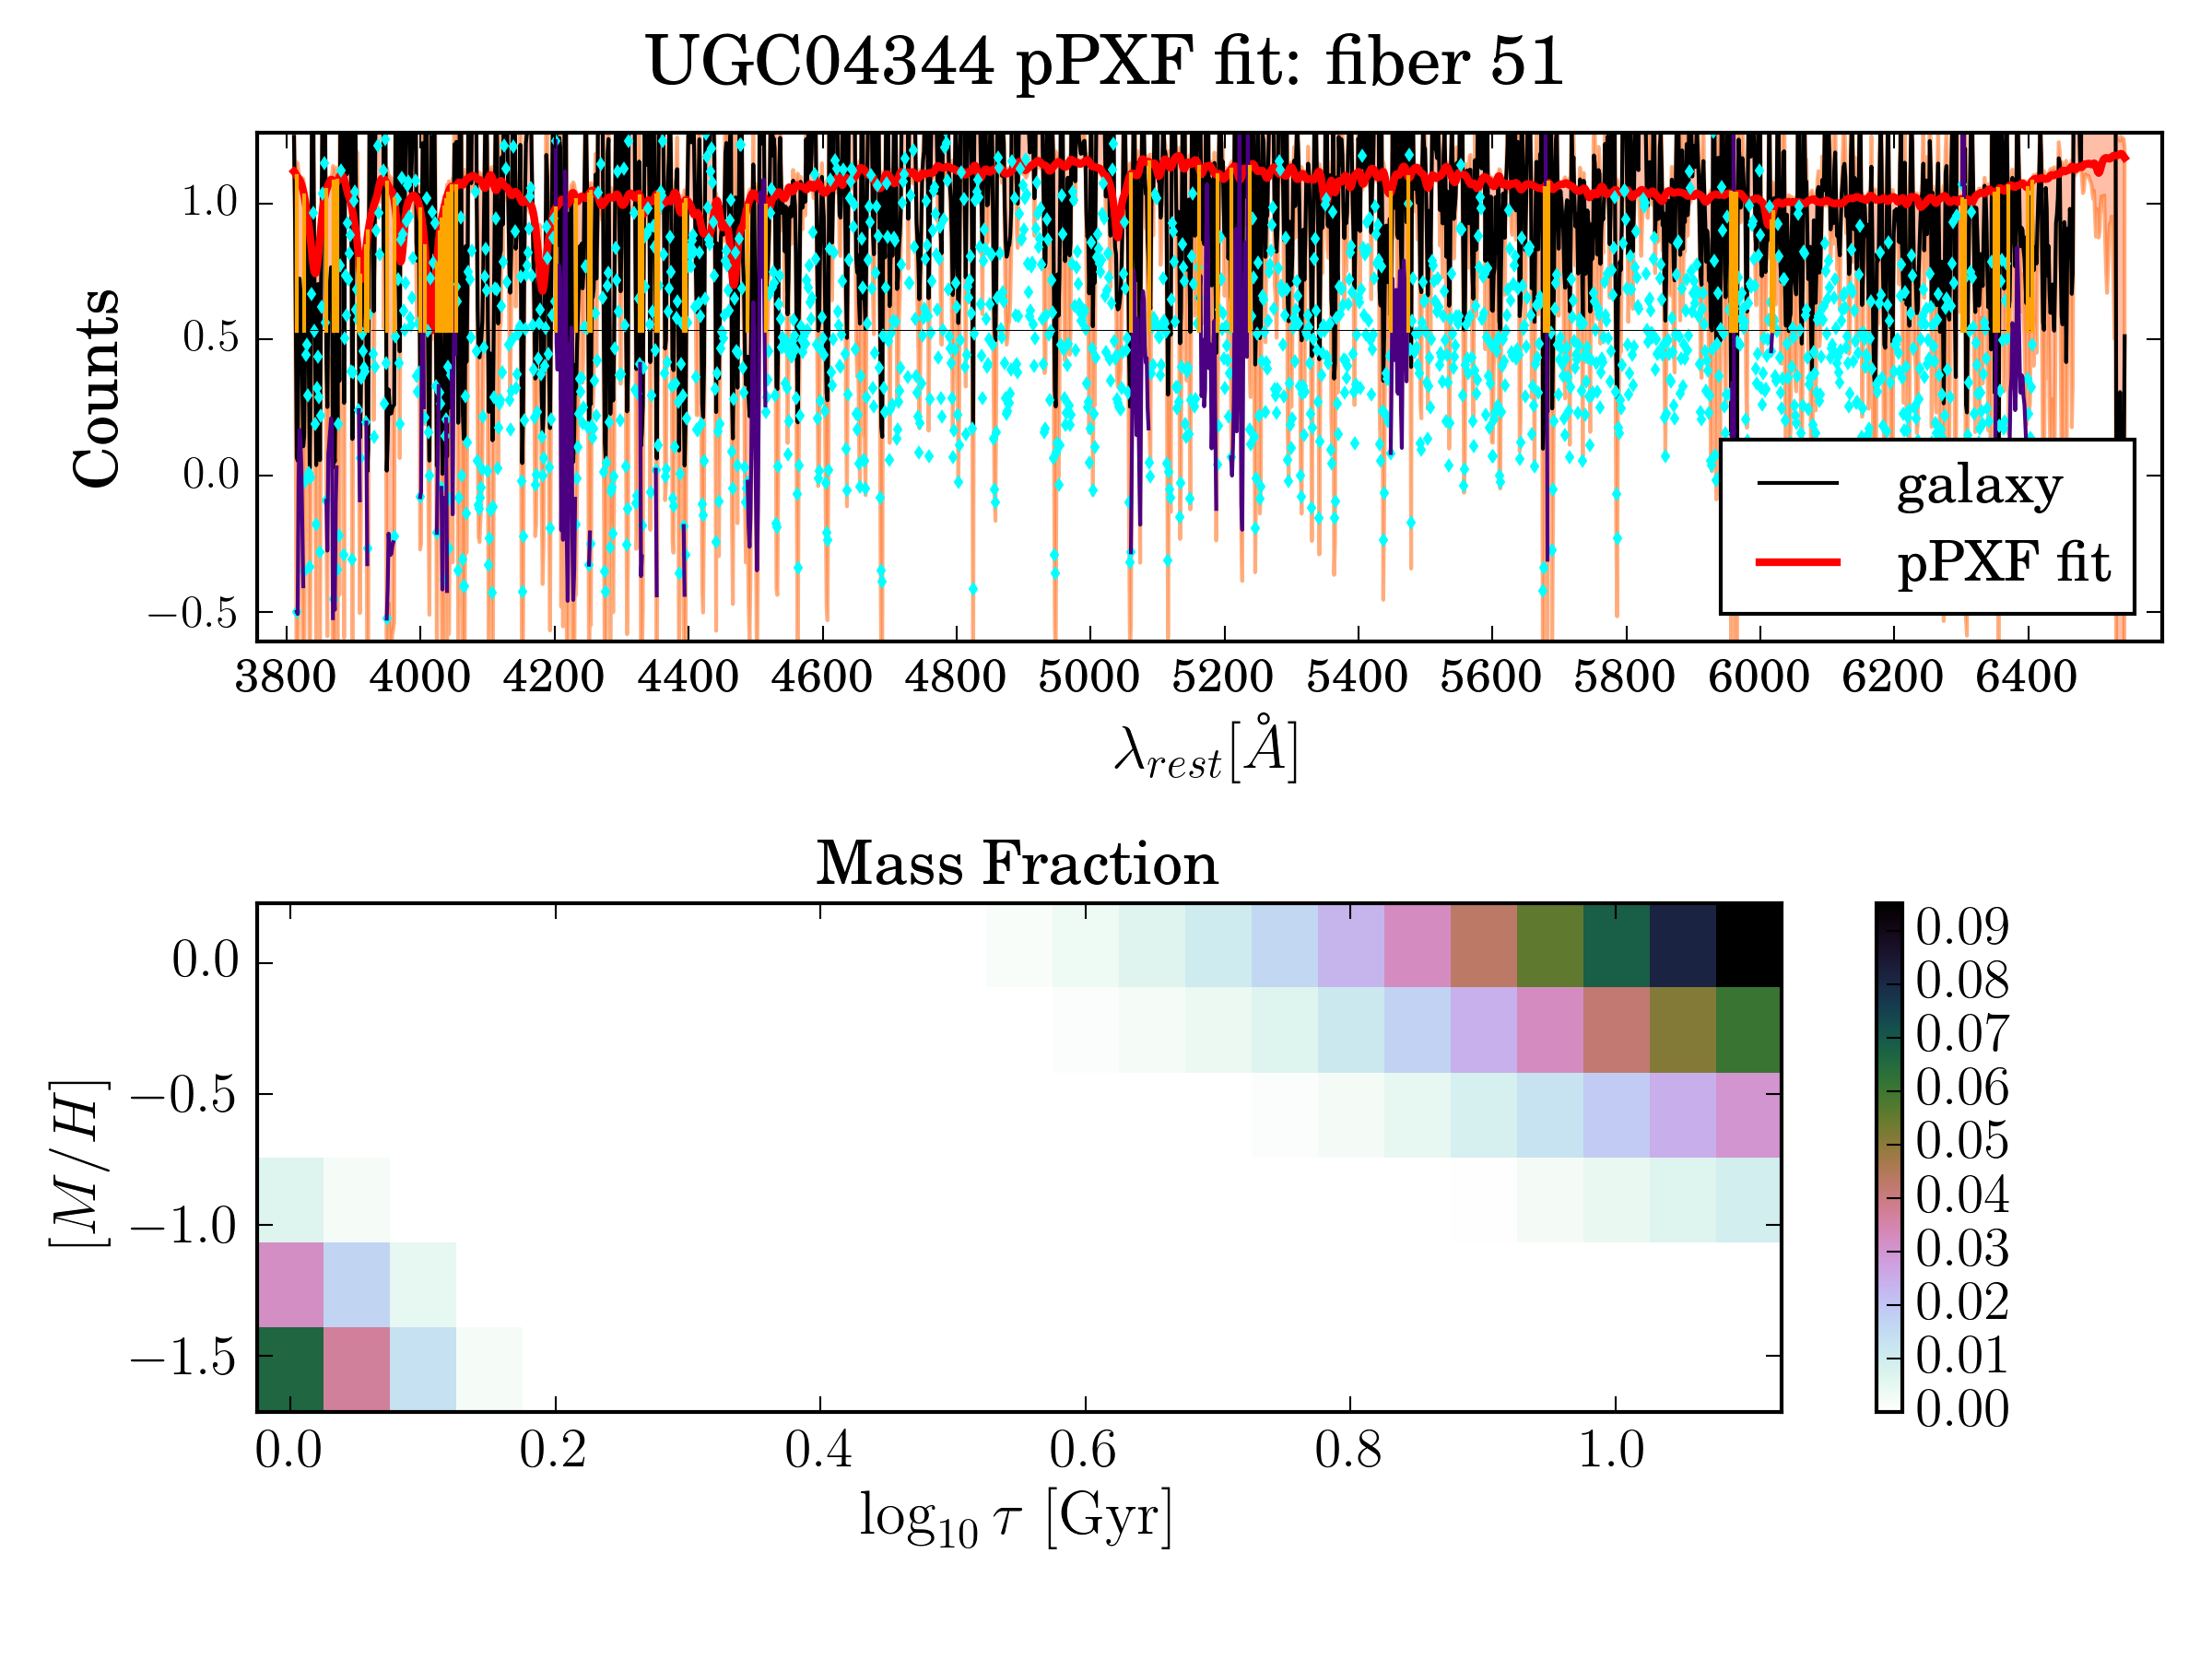 UGC04344 pPXF fit: fiber 51
Counts
1.0
0.5
0.0
−0.5
galaxy
pPXF fit
3800 4000 4200 4400 4600 4800 5000 5200 5400 5600 5800 6000 6200 6400
λrest[Å]
Mass Fraction
[M/H]
0.0
−0.5
−1.0
−1.5
0.0 0.2 0.4 0.6 0.8 1.0
log10 τ [Gyr]
0.09
0.08
0.07
0.06
0.05
0.04
0.03
0.02
0.01
0.00